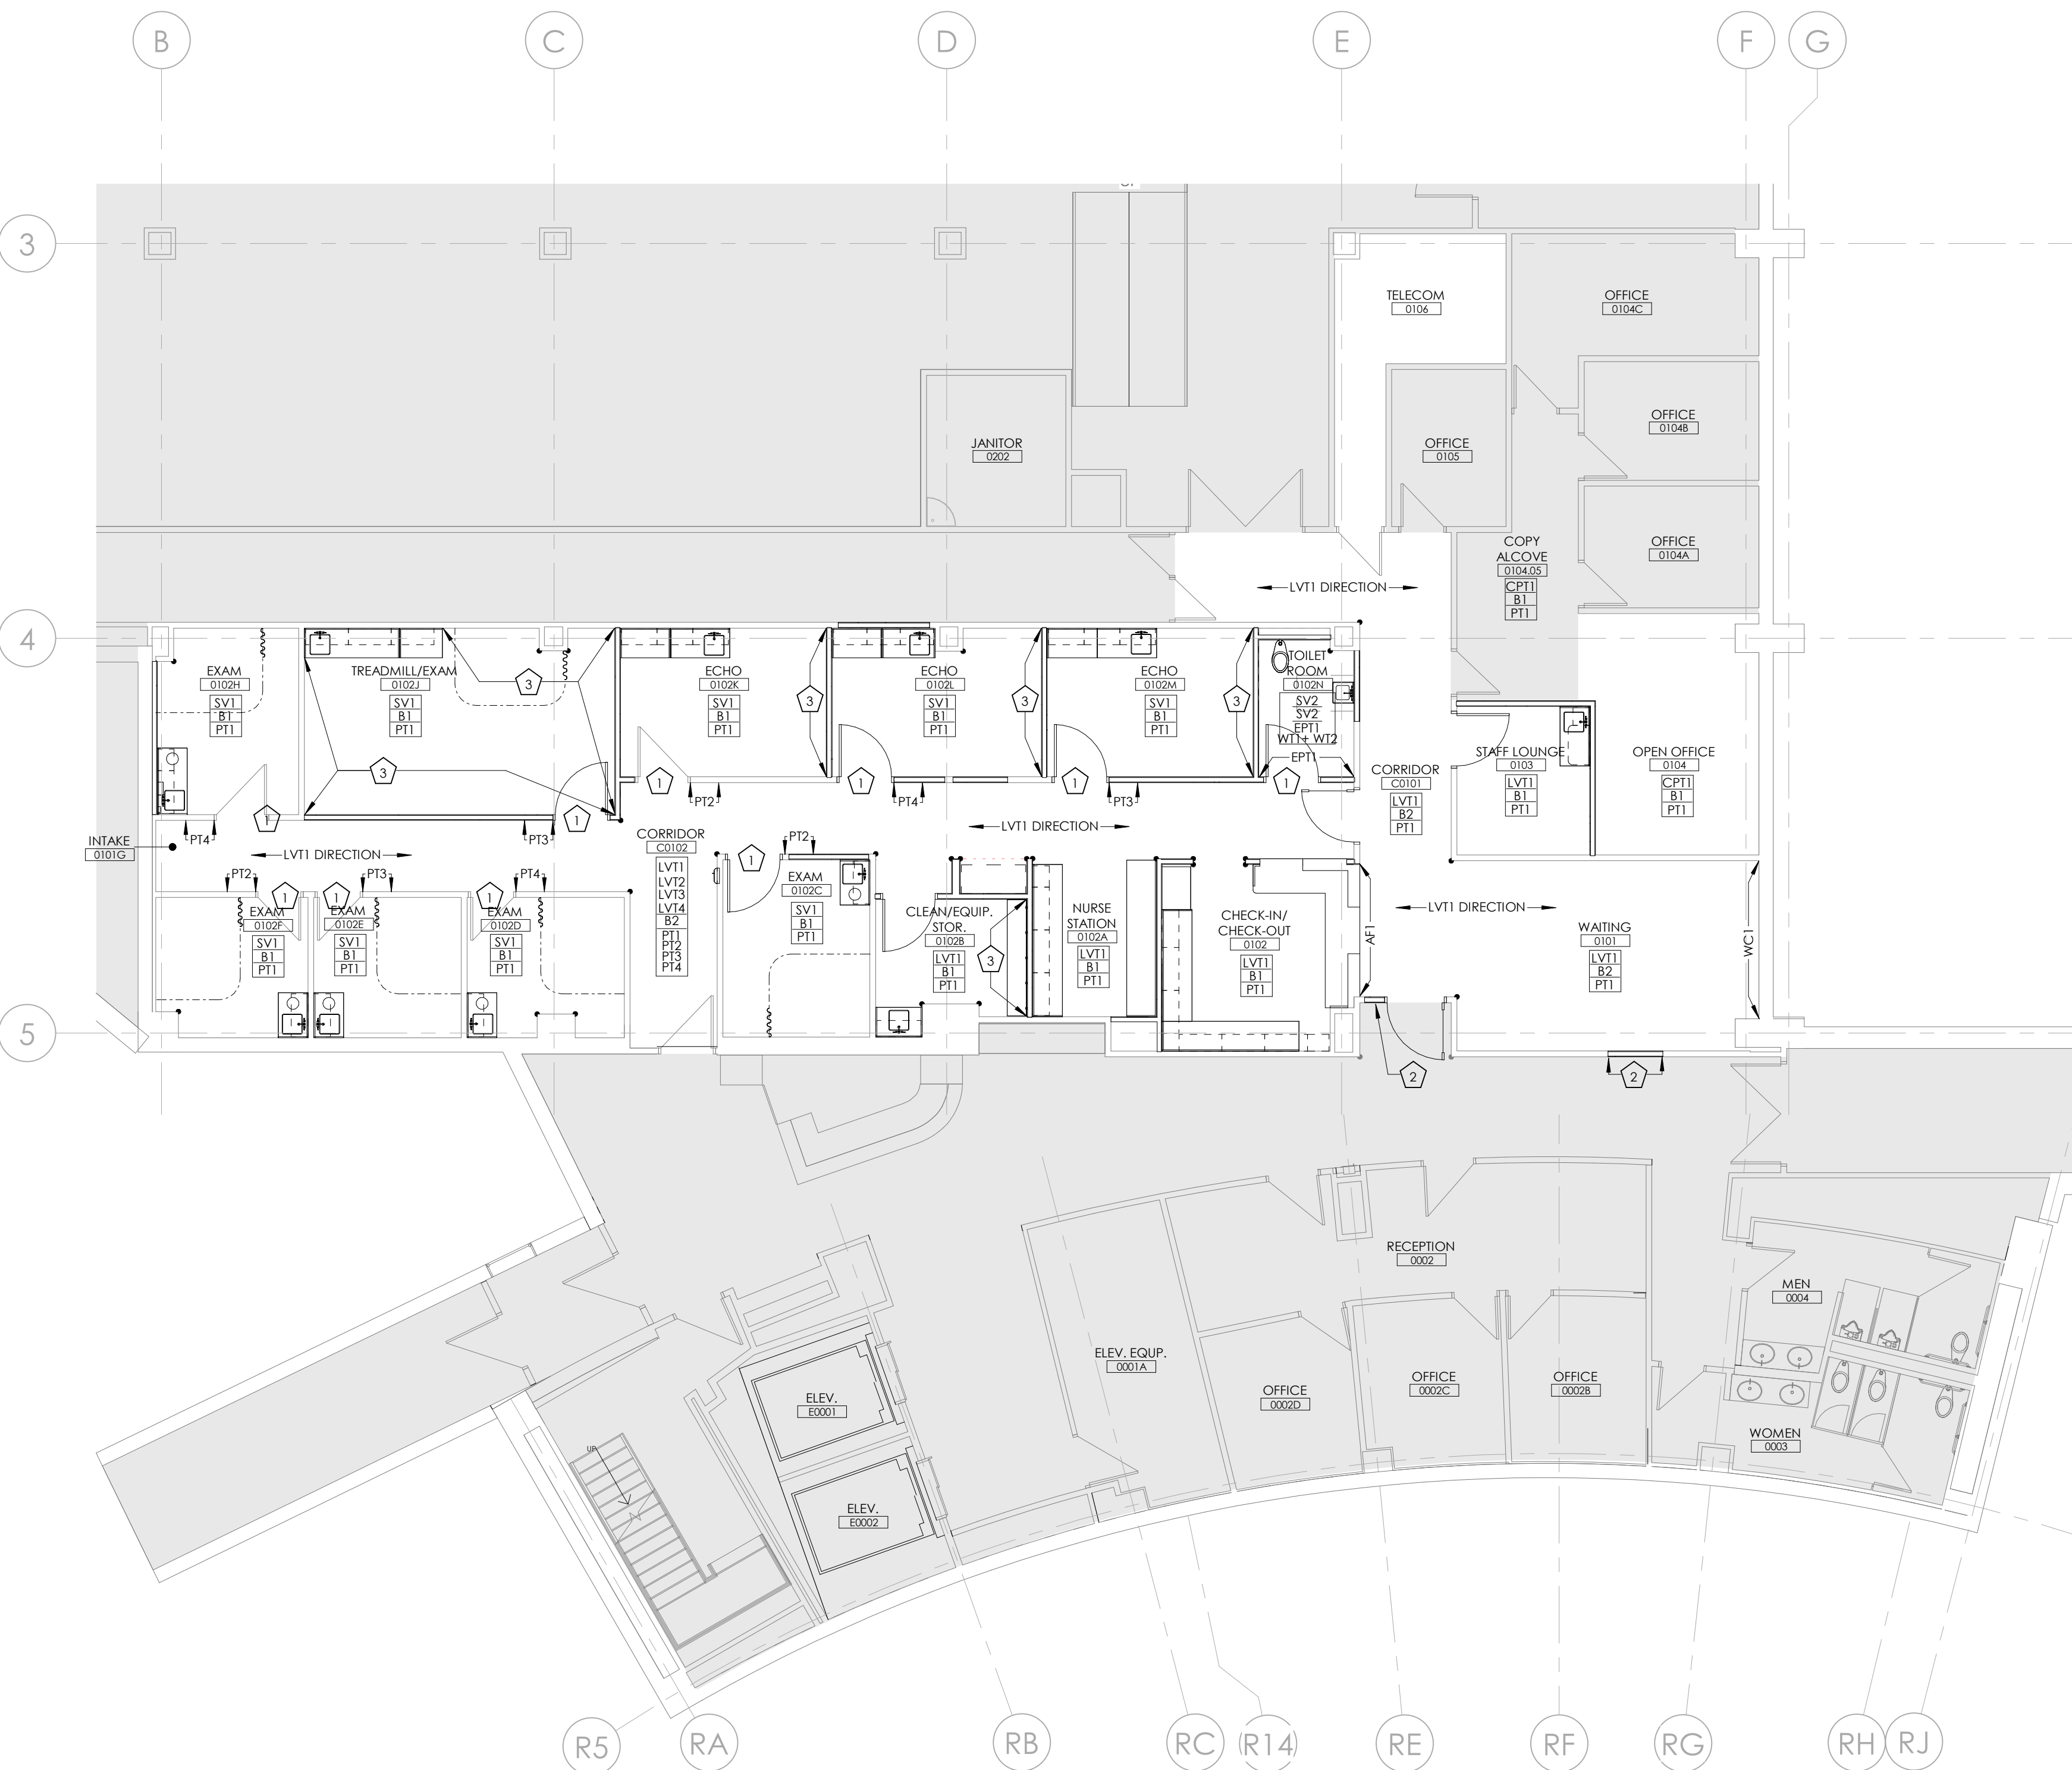 B
C
D
E
F
G
3
TELECOM
0106
OFFICE
0104C
OFFICE
0104B
JANITOR
0202
OFFICE
0105
OFFICE
0104A
COPY
ALCOVE
0104.05
CPT1
B1
PT1
LVT1 DIRECTION
4
EXAM
0102H
SV1
B1
PT1
TREADMILL/EXAM
0102J
SV1
B1
PT1
3
3
ECHO
0102K
SV1
B1
PT1
3
ECHO
0102L
SV1
B1
PT1
3
ECHO
0102M
SV1
B1
PT1
3
TOILET
ROOM
0102N
SV2
SV2
EPT1
WT1+ WT2
EPT1
CORRIDOR
C0101
LVT1
B2
PT1
STAFF LOUNGE
0103
LVT1
B1
PT1
OPEN OFFICE
0104
CPT1
B1
PT1
1
PT2
1
PT4
1
PT3
1
1
PT4
PT3
1
INTAKE
0101G
LVT1 DIRECTION
CORRIDOR
C0102
LVT1
LVT2
LVT3
LVT4
B2
PT1
PT2
PT3
PT4
LVT1 DIRECTION
PT2
1
PT2
1
PT3
1
PT4
1
EXAM
0102F
SV1
B1
PT1
EXAM
0102E
SV1
B1
PT1
EXAM
0102D
SV1
B1
PT1
EXAM
0102C
SV1
B1
PT1
CLEAN/EQUIP.
STOR.
0102B
LVT1
B1
PT1
3
NURSE
STATION
0102A
LVT1
B1
PT1
CHECK-IN/
CHECK-OUT
0102
LVT1
B1
PT1
AF1
LVT1 DIRECTION
WAITING
0101
LVT1
B2
PT1
WC1
5
2
2
RECEPTION
0002
MEN
0004
ELEV. EQUP.
0001A
OFFICE
0002D
OFFICE
0002C
OFFICE
0002B
WOMEN
0003
ELEV.
E0001
ELEV.
E0002
UP
R5
RA
RB
RC
R14
RE
RF
RG
RH
RJ